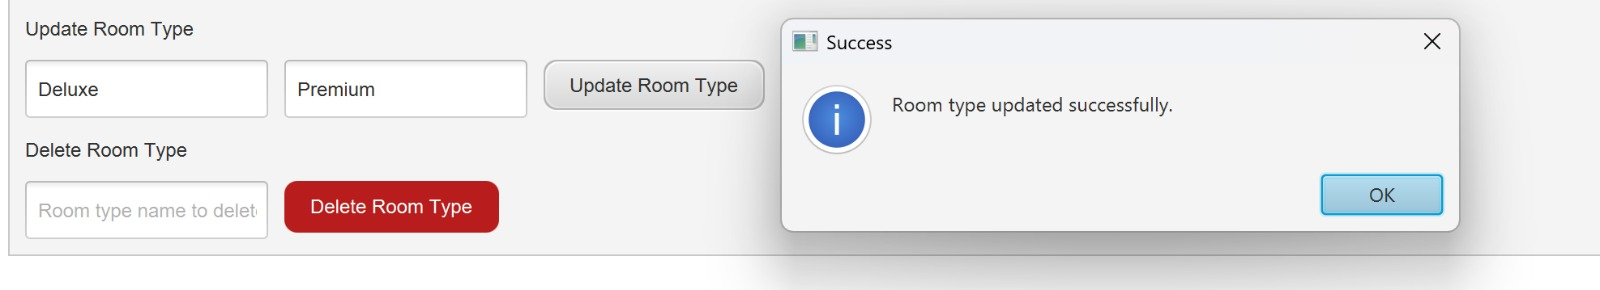 Update Room Type
Deluxe
Premium
Update Room Type
Delete Room Type
Room type name to delet
Delete Room Type
Success
Room type updated successfully.
OK